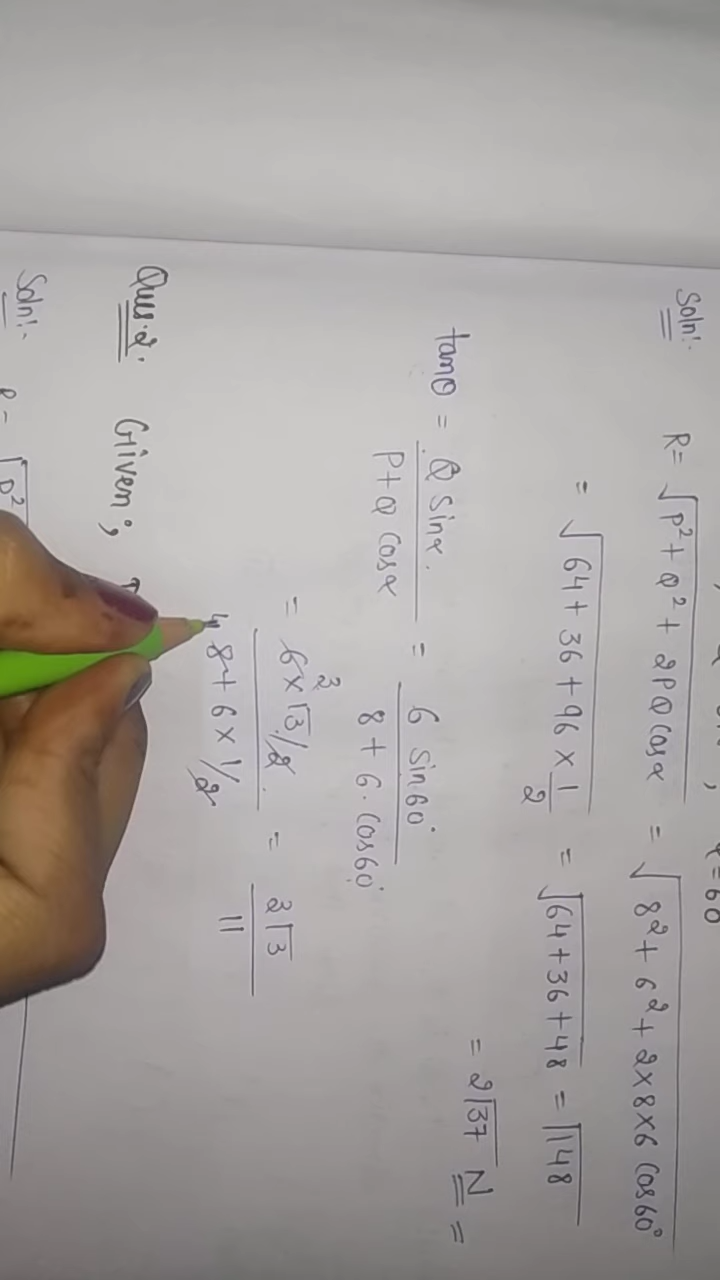 α=60
Soln:- R = √P² + Q² + 2PQ Cosα = √8² + 6² + 2×8×6 Cos60°
= √64 + 36 + 96 × 1/2 = √64+36+48 = √148
= 2√37 N =
tanθ = Q Sinα. / P+Q Cosα = 6 Sin60° / 8 + 6. Cos60°
= 6 × √3/2 / 8 + 6 × 1/2 = 3√3 / 11
Ques.2. Given;
Soln:- R = √P²